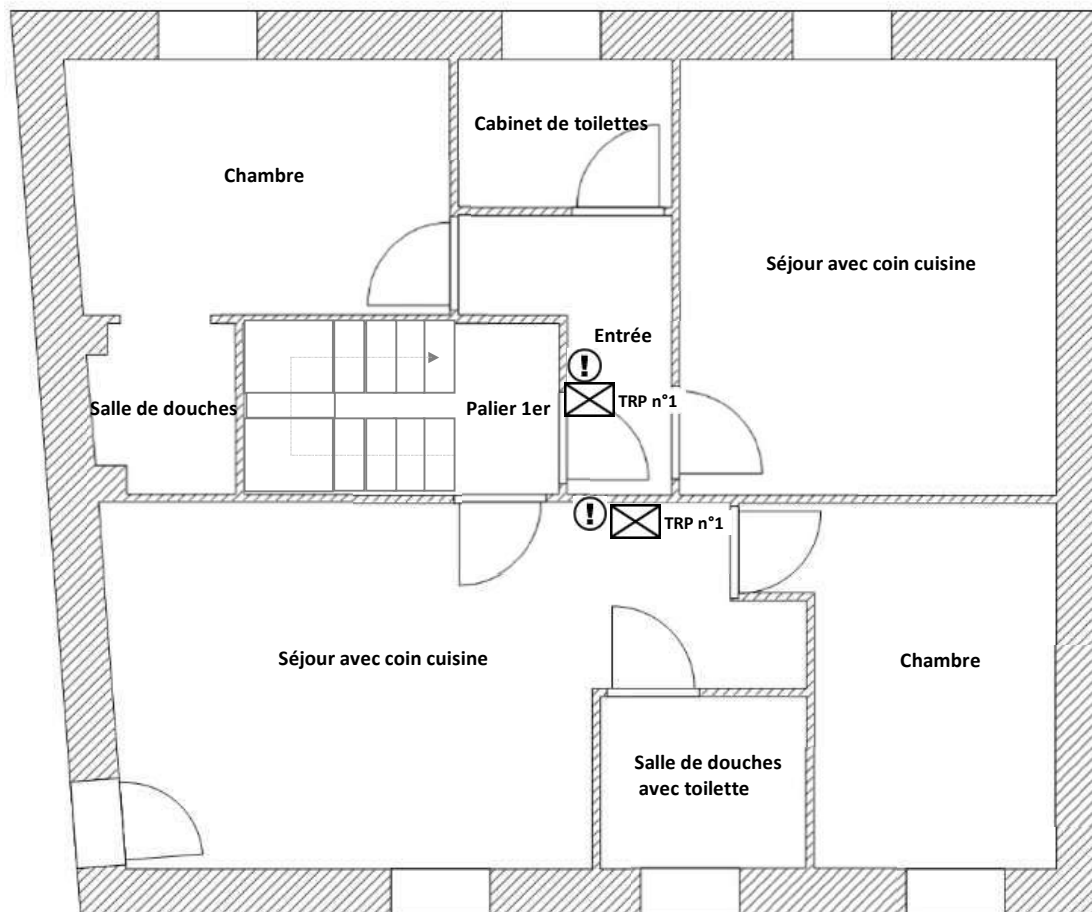 Cabinet de toilettes
Chambre
Séjour avec coin cuisine
Entrée
!
TRP n°1
Salle de douches
Palier 1er
!
TRP n°1
Séjour avec coin cuisine
Chambre
Salle de douches
avec toilette